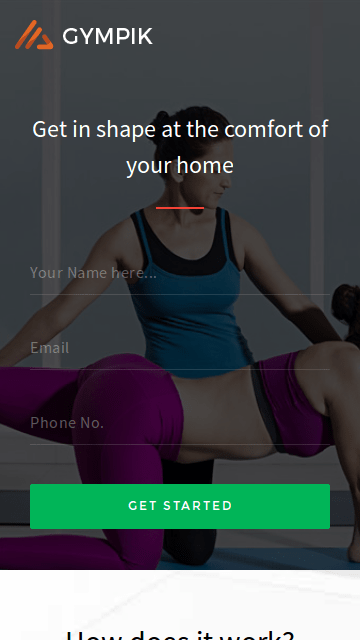 GYMPIK
Get in shape at the comfort of
your home
Your Name here...
Email
Phone No.
GET STARTED
How does it work?